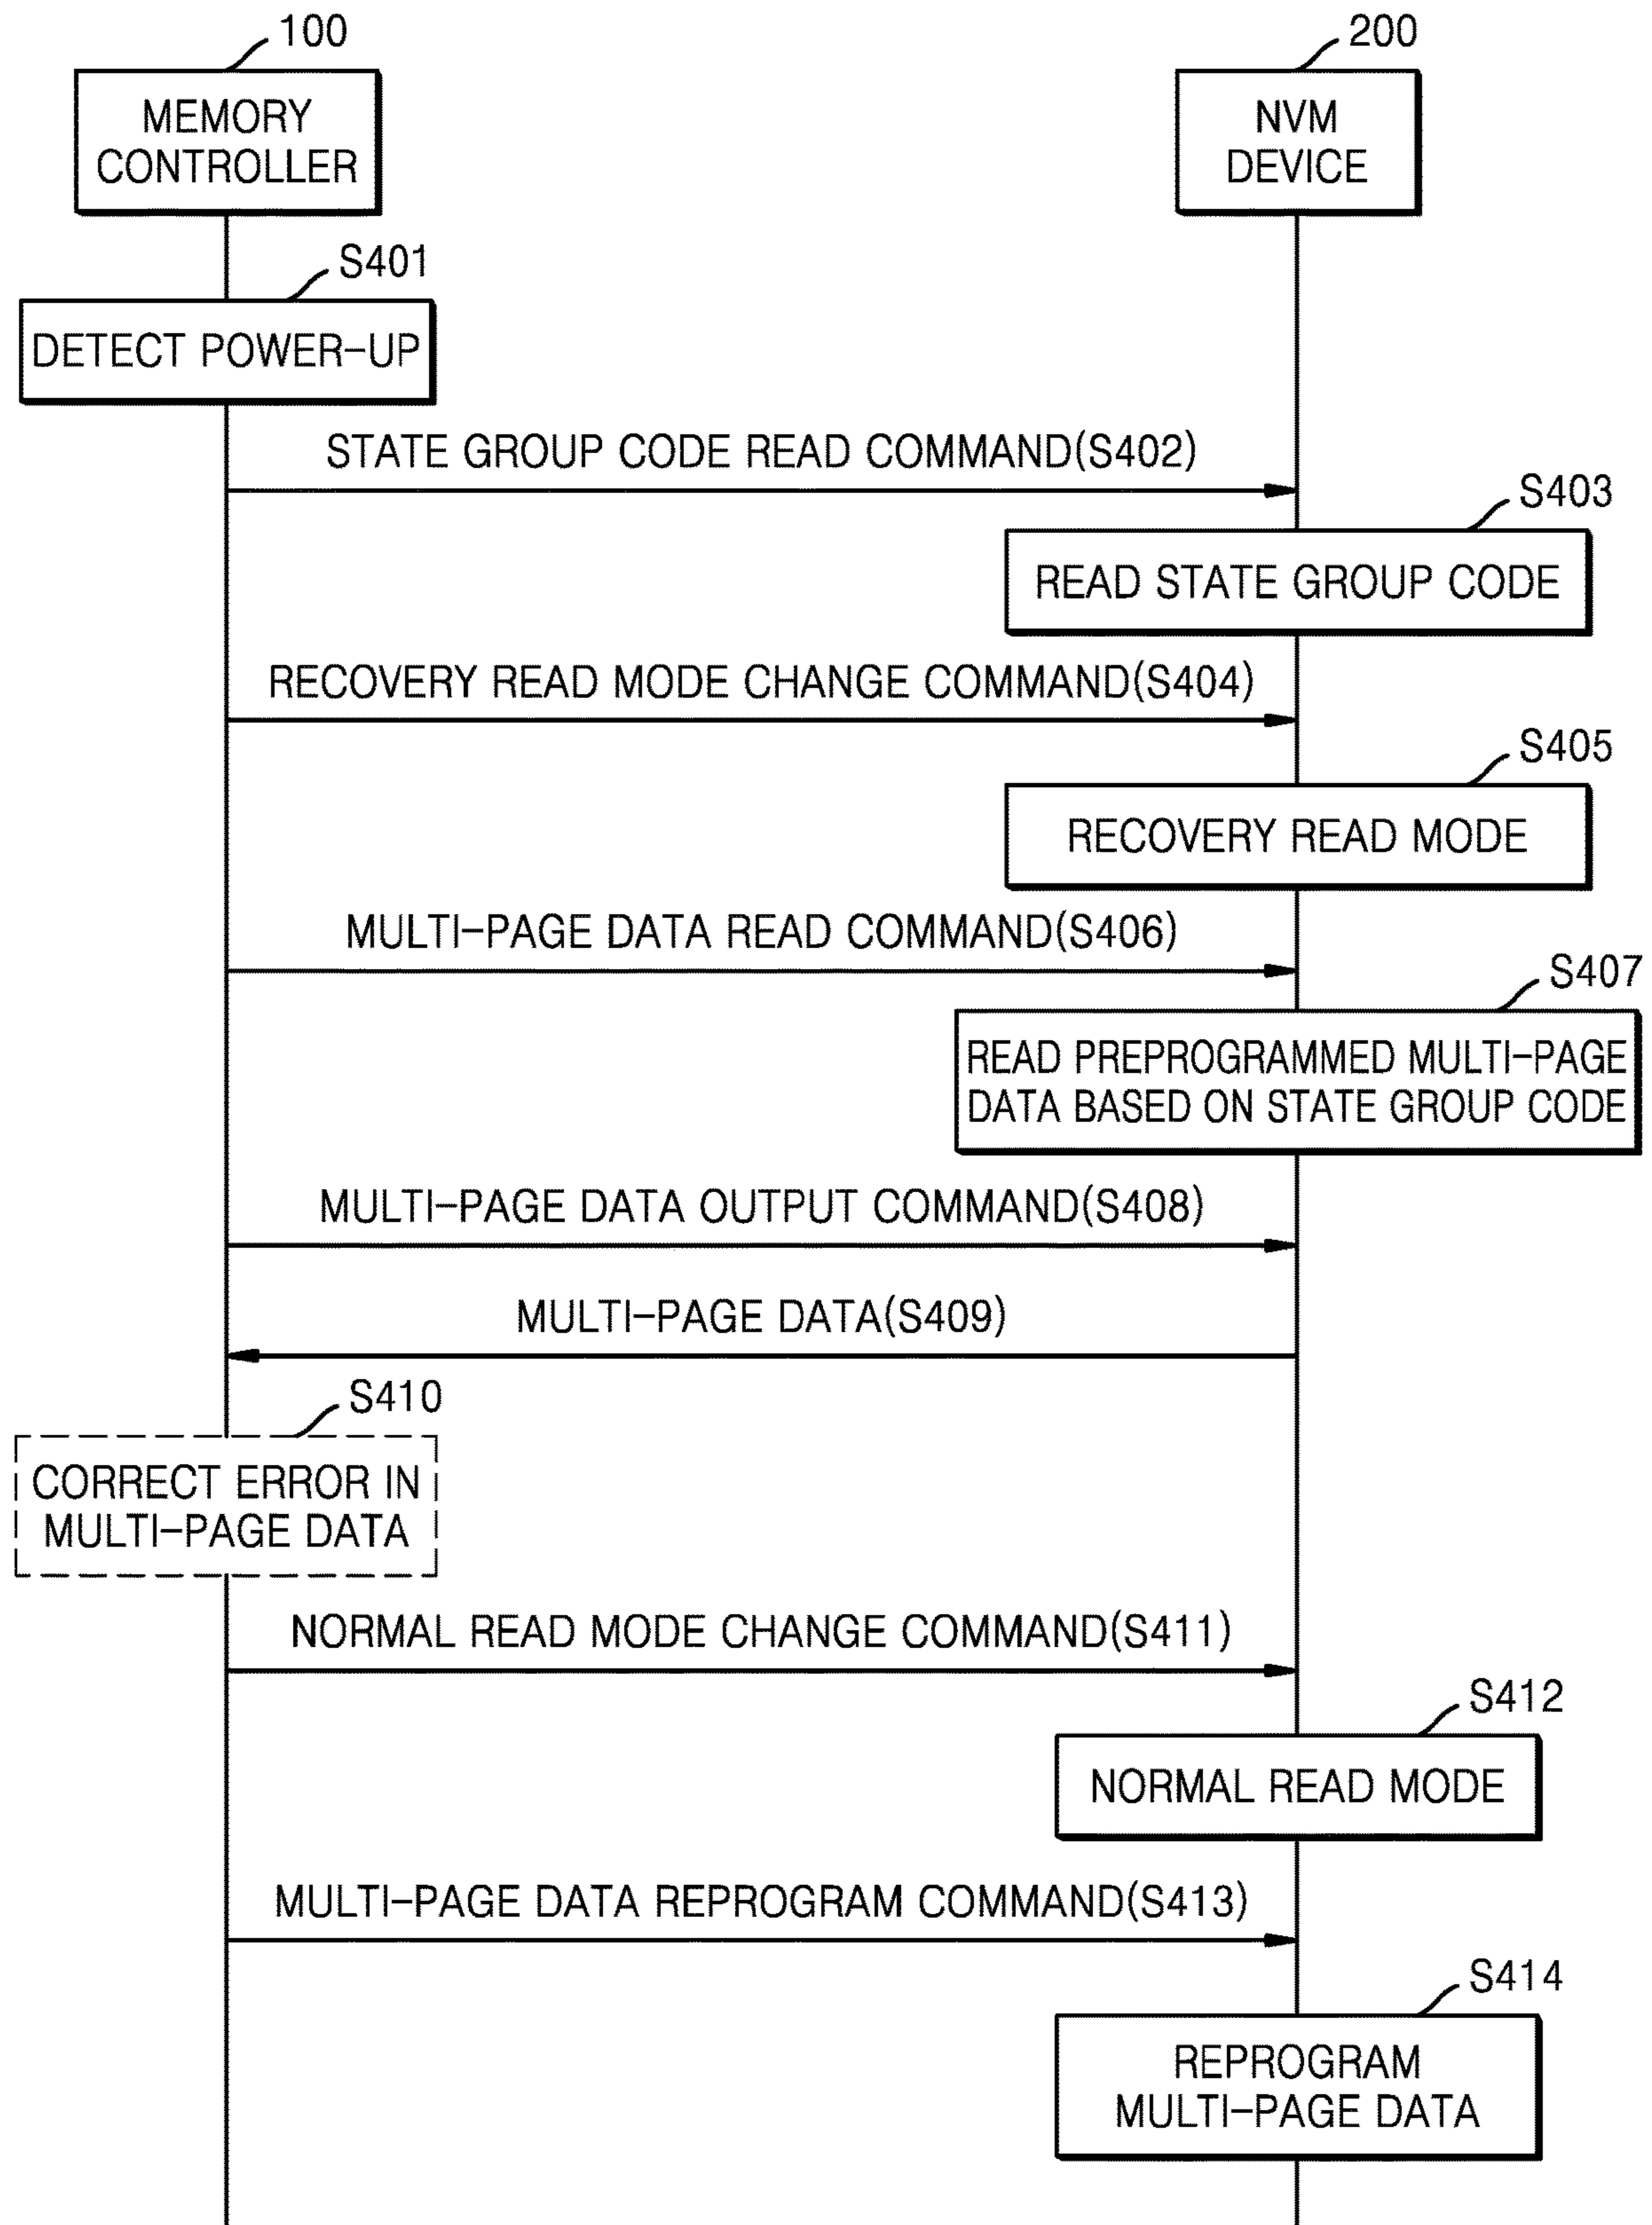 100
200
MEMORY
CONTROLLER
NVM
DEVICE
S401
DETECT POWER-UP
STATE GROUP CODE READ COMMAND(S402)
S403
READ STATE GROUP CODE
RECOVERY READ MODE CHANGE COMMAND(S404)
S405
RECOVERY READ MODE
MULTI-PAGE DATA READ COMMAND(S406)
S407
READ PREPROGRAMMED MULTI-PAGE
DATA BASED ON STATE GROUP CODE
MULTI-PAGE DATA OUTPUT COMMAND(S408)
MULTI-PAGE DATA(S409)
S410
CORRECT ERROR IN
MULTI-PAGE DATA
NORMAL READ MODE CHANGE COMMAND(S411)
S412
NORMAL READ MODE
MULTI-PAGE DATA REPROGRAM COMMAND(S413)
S414
REPROGRAM
MULTI-PAGE DATA